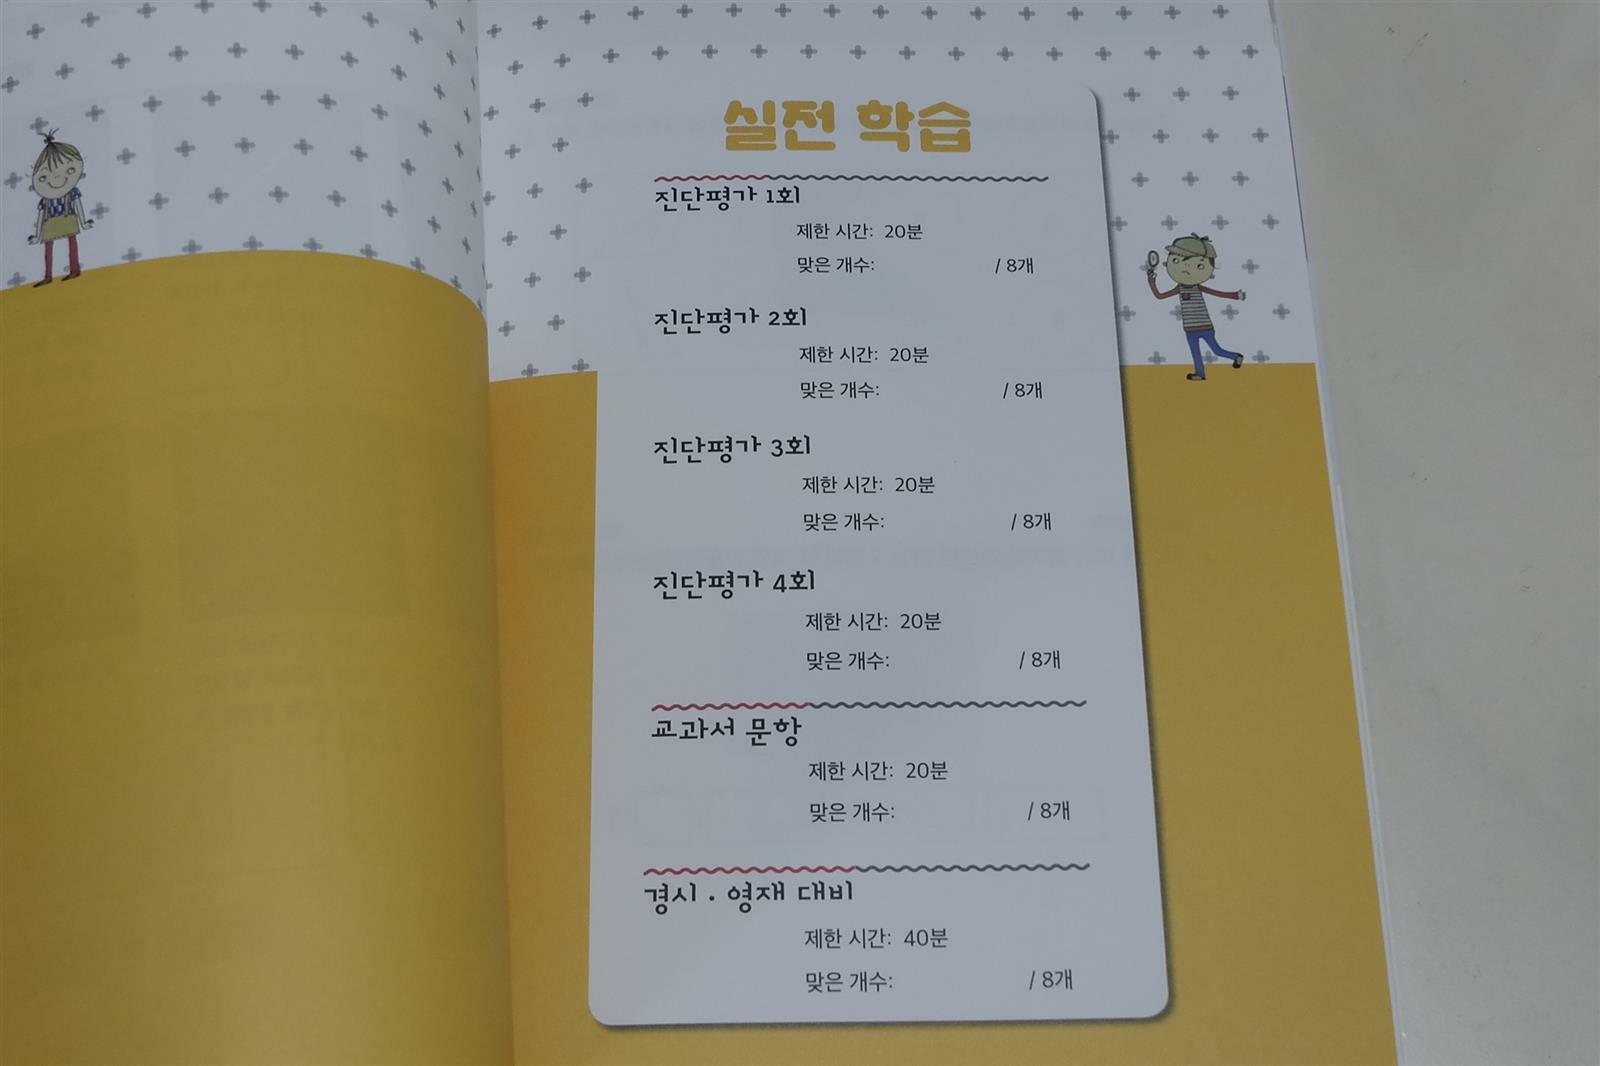 실전 학습
진단평가 1회
제한 시간: 20분
맞은 개수: / 8개
진단평가 2회
제한 시간: 20분
맞은 개수: / 8개
진단평가 3회
제한 시간: 20분
맞은 개수: / 8개
진단평가 4회
제한 시간: 20분
맞은 개수: / 8개
교과서 문항
제한 시간: 20분
맞은 개수: / 8개
경시 · 영재 대비
제한 시간: 40분
맞은 개수: / 8개